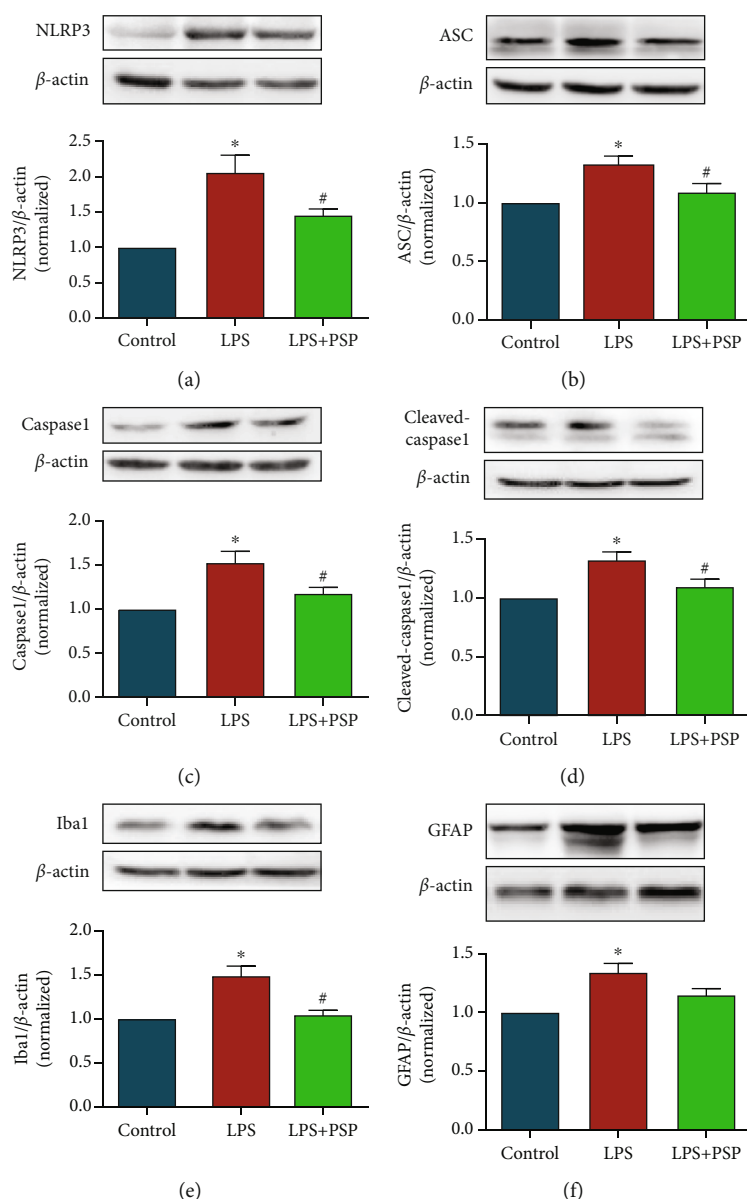 NLRP3
β-actin
NLRP3/β-actin
(normalized)
2.5
2.0
1.5
1.0
0.5
0.0
*
#
Control LPS LPS+PSP
(a)
ASC
β-actin
ASC/β-actin
(normalized)
1.5
1.0
0.5
0.0
*
#
Control LPS LPS+PSP
(b)
Caspase1
β-actin
Caspase1/β-actin
(normalized)
2.0
1.5
1.0
0.5
0.0
*
#
Control LPS LPS+PSP
(c)
Cleaved-
caspase1
β-actin
Cleaved-caspase1/β-actin
(normalized)
1.5
1.0
0.5
0.0
*
#
Control LPS LPS+PSP
(d)
Iba1
β-actin
Iba1/β-actin
(normalized)
2.0
1.5
1.0
0.5
0.0
*
#
Control LPS LPS+PSP
(e)
GFAP
β-actin
GFAP/β-actin
(normalized)
1.5
1.0
0.5
0.0
*
Control LPS LPS+PSP
(f)